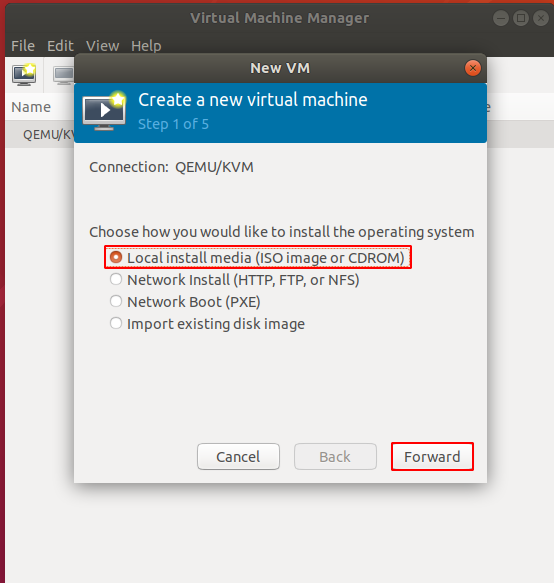 Virtual Machine Manager
File Edit View Help
New VM
Name
Create a new virtual machine
Step 1 of 5
Connection: QEMU/KVM
Choose how you would like to install the operating system
Local install media (ISO image or CDROM)
Network Install (HTTP, FTP, or NFS)
Network Boot (PXE)
Import existing disk image
Cancel Back Forward